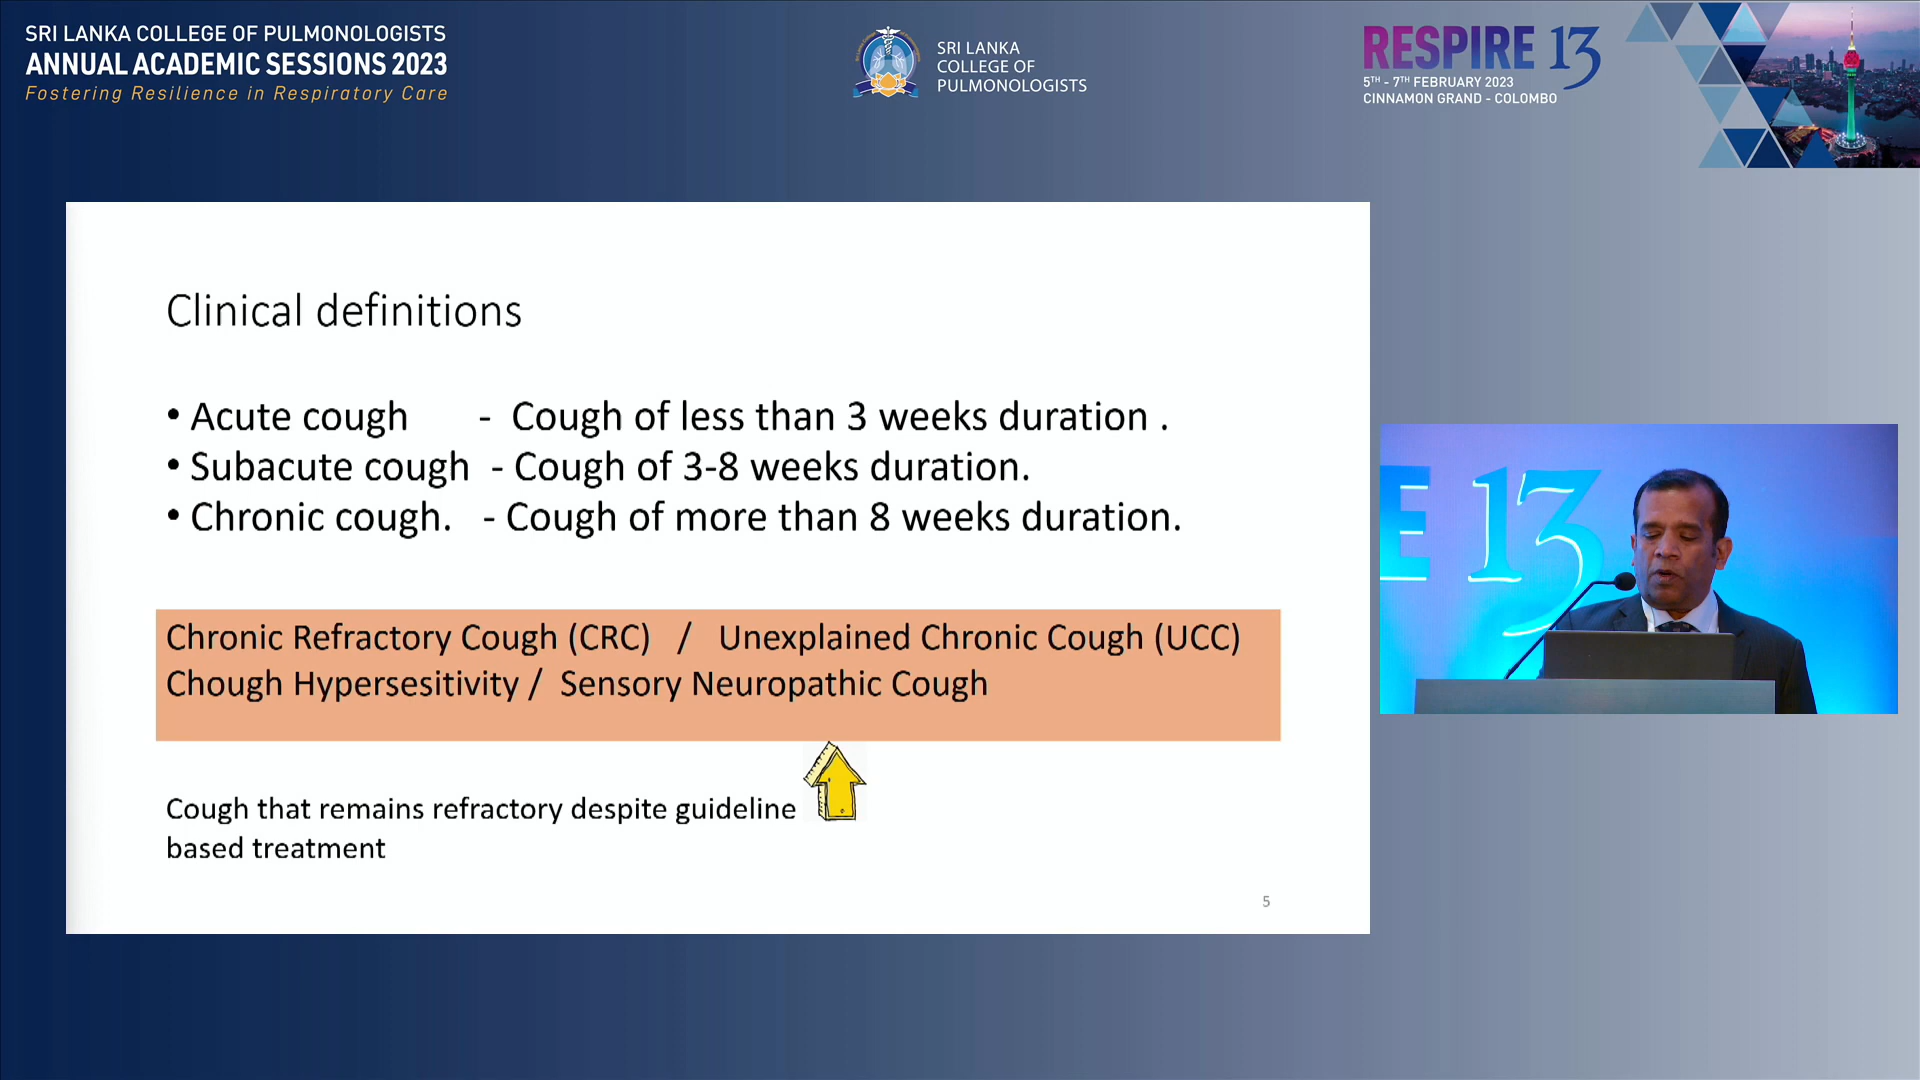 SRI LANKA COLLEGE OF PULMONOLOGISTS
ANNUAL ACADEMIC SESSIONS 2023
Fostering Resilience in Respiratory Care
SRI LANKA
COLLEGE OF
PULMONOLOGISTS
RESPIRE 13
5TH - 7TH FEBRUARY 2023
CINNAMON GRAND - COLOMBO
Clinical definitions
• Acute cough - Cough of less than 3 weeks duration .
• Subacute cough - Cough of 3-8 weeks duration.
• Chronic cough. - Cough of more than 8 weeks duration.
Chronic Refractory Cough (CRC) / Unexplained Chronic Cough (UCC)
Chough Hypersesitivity / Sensory Neuropathic Cough
Cough that remains refractory despite guideline
based treatment
5
E 13